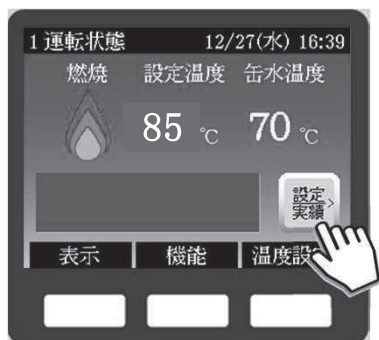 1 運転状態 12/27(水) 16:39
燃焼 設定温度 缶水温度
85 ℃ 70 ℃
設定
実績
表示 機能 温度設